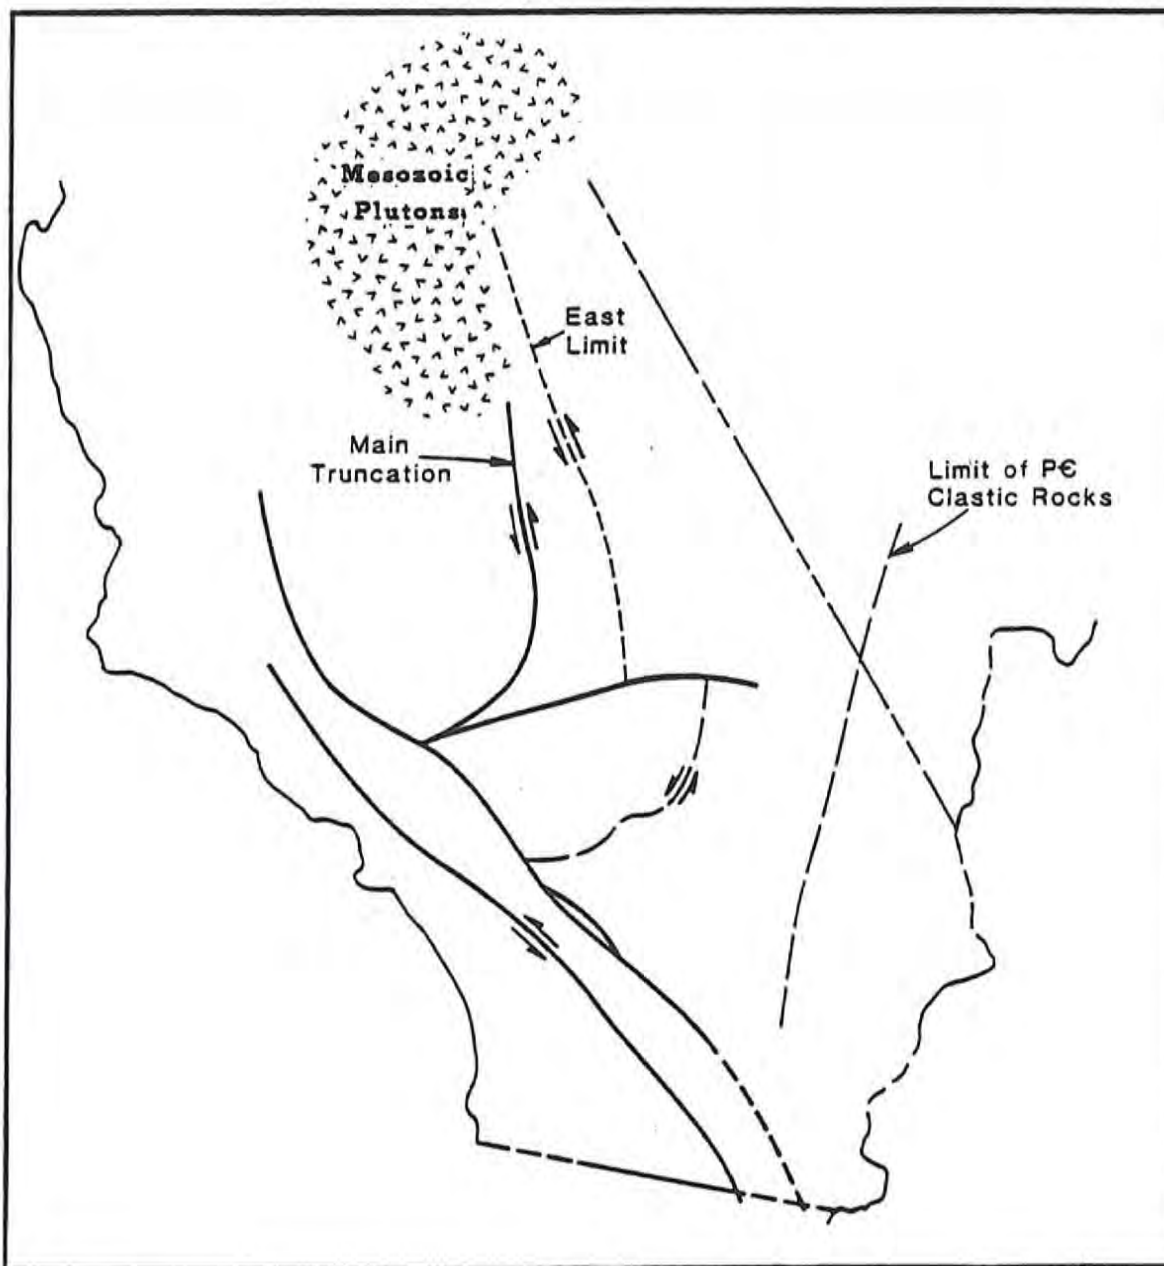 Mesozoic
Plutons
East
Limit
Main
Truncation
Limit of P€
Clastic Rocks